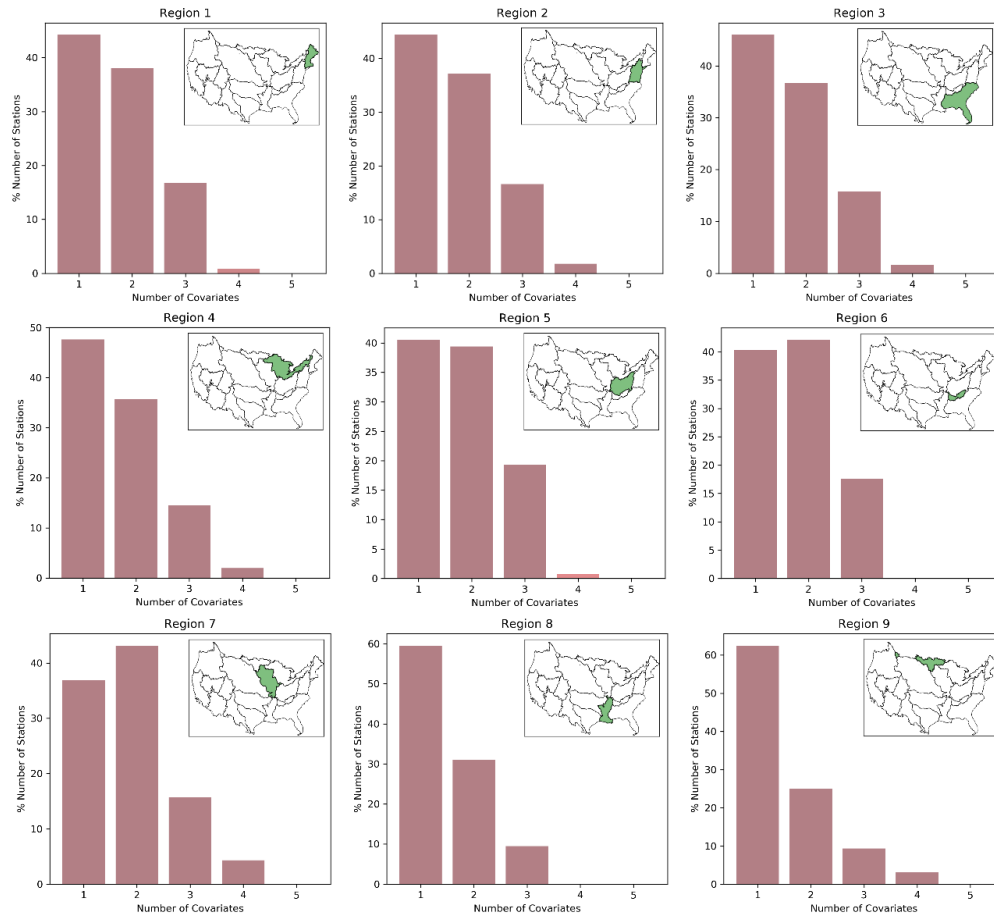 Region 1
% Number of Stations
40
30
20
10
0
1 2 3 4 5
Number of Covariates
Region 2
% Number of Stations
40
30
20
10
0
1 2 3 4 5
Number of Covariates
Region 3
% Number of Stations
40
30
20
10
0
1 2 3 4 5
Number of Covariates
Region 4
% Number of Stations
50
40
30
20
10
0
1 2 3 4 5
Number of Covariates
Region 5
% Number of Stations
40
35
30
25
20
15
10
5
0
1 2 3 4 5
Number of Covariates
Region 6
% Number of Stations
40
35
30
25
20
15
10
5
0
1 2 3 4 5
Number of Covariates
Region 7
% Number of Stations
40
30
20
10
0
1 2 3 4 5
Number of Covariates
Region 8
% Number of Stations
60
50
40
30
20
10
0
1 2 3 4 5
Number of Covariates
Region 9
% Number of Stations
60
50
40
30
20
10
0
1 2 3 4 5
Number of Covariates